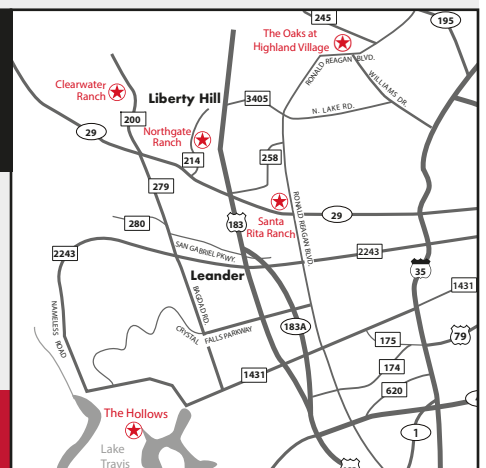 245
195
The Oaks at
Highland Village
RONALD REAGAN BLVD.
WILLIAMS DR.
Clearwater
Ranch
Liberty Hill
3405
N. LAKE RD.
200
29
Northgate
Ranch
214
258
279
RONALD REAGAN BLVD.
280
183
Santa
Rita Ranch
29
2243
SAN GABRIEL PKWY.
2243
Leander
35
1431
BAGDAD RD.
NAMELESS ROAD
CRYSTAL FALLS PARKWAY
183A
175
79
1431
174
620
The Hollows
1
Lake
Travis